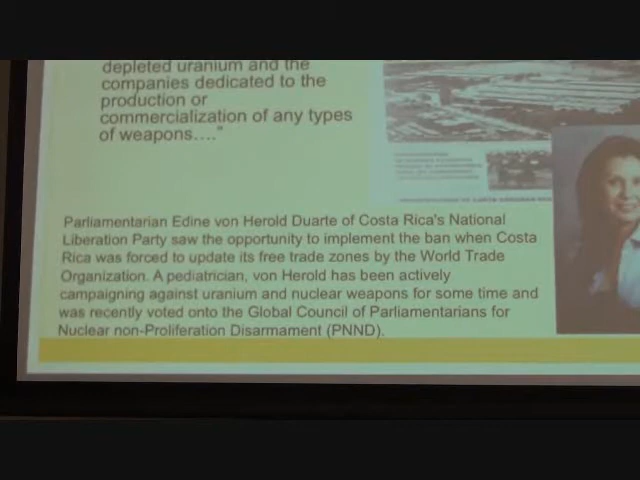 depleted uranium and the
companies dedicated to the
production or
commercialization of any types
of weapons…."
Parliamentarian Edine von Herold Duarte of Costa Rica's National
Liberation Party saw the opportunity to implement the ban when Costa
Rica was forced to update its free trade zones by the World Trade
Organization. A pediatrician, von Herold has been actively
campaigning against uranium and nuclear weapons for some time and
was recently voted onto the Global Council of Parliamentarians for
Nuclear non-Proliferation Disarmament (PNND).